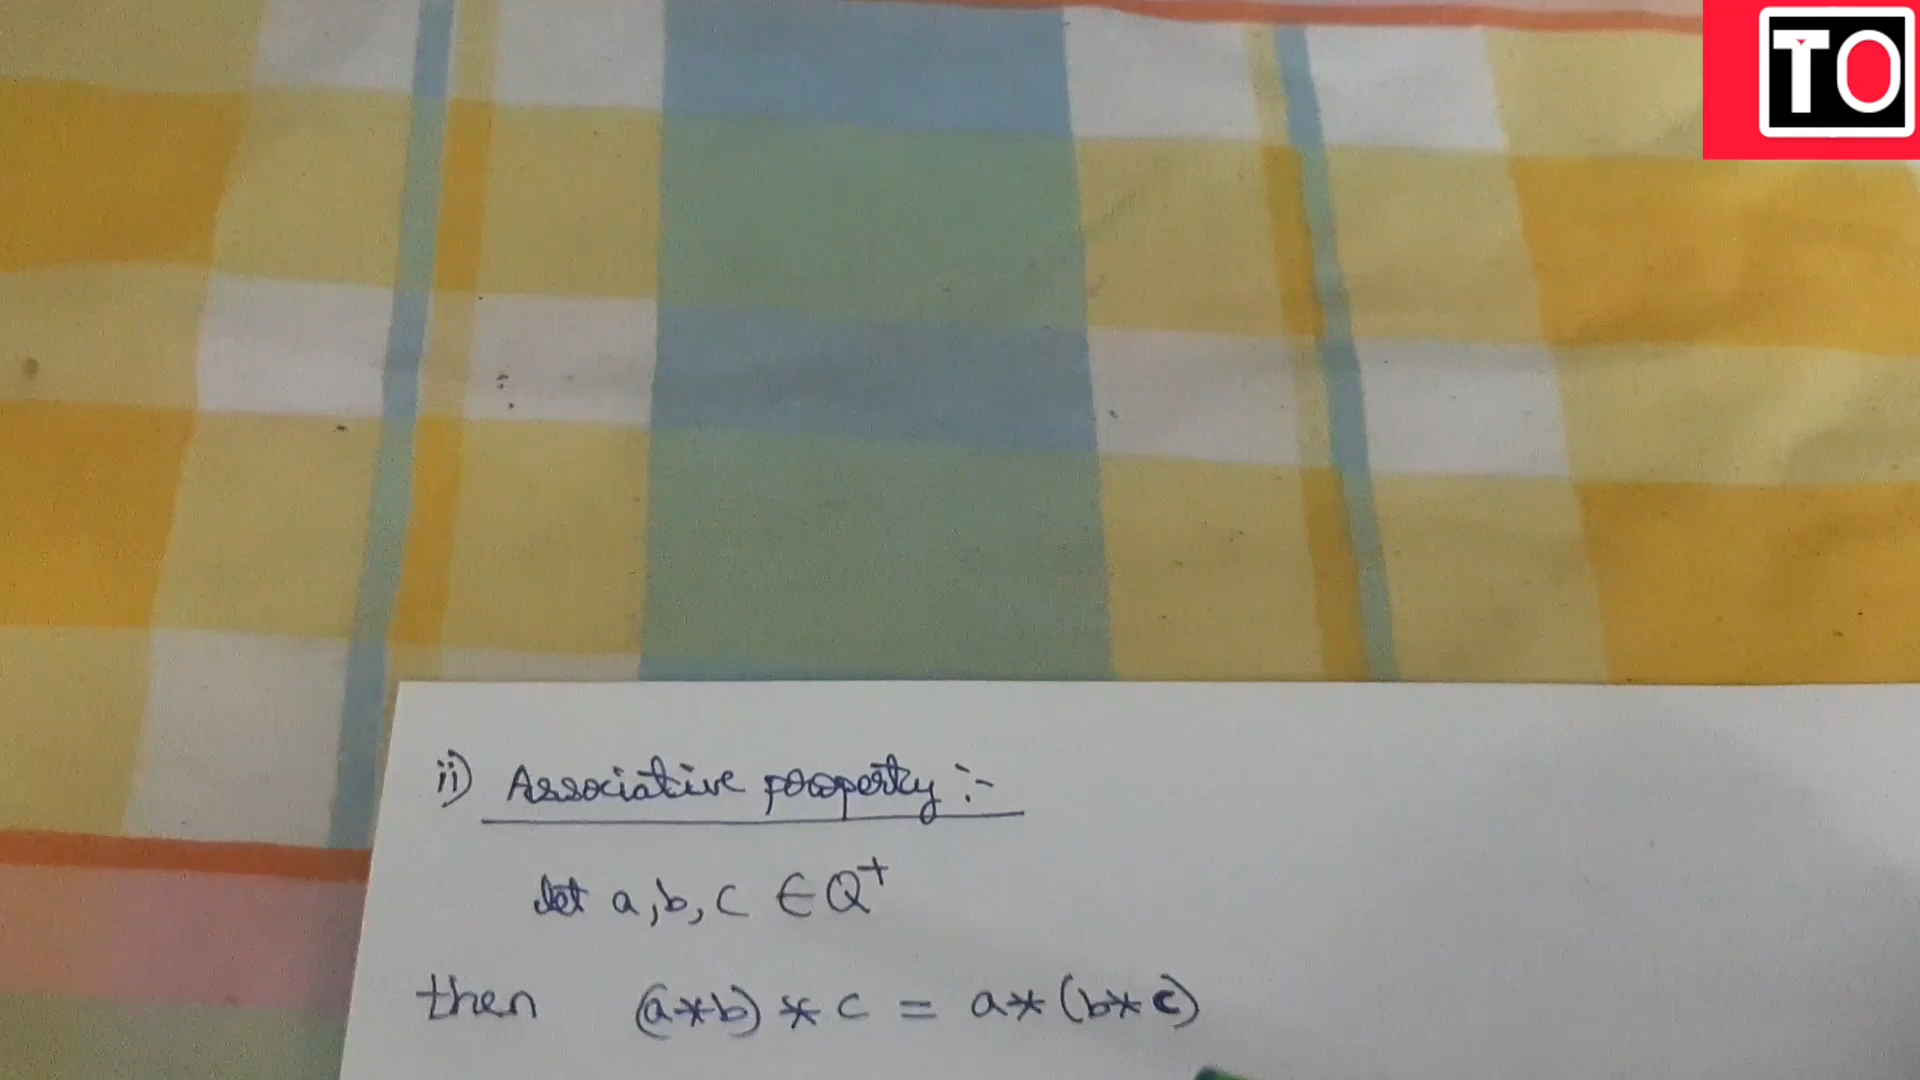 TO
ii) Associative property :-
let a, b, c ∈ Q⁺
then (a * b) * c = a * (b * c)